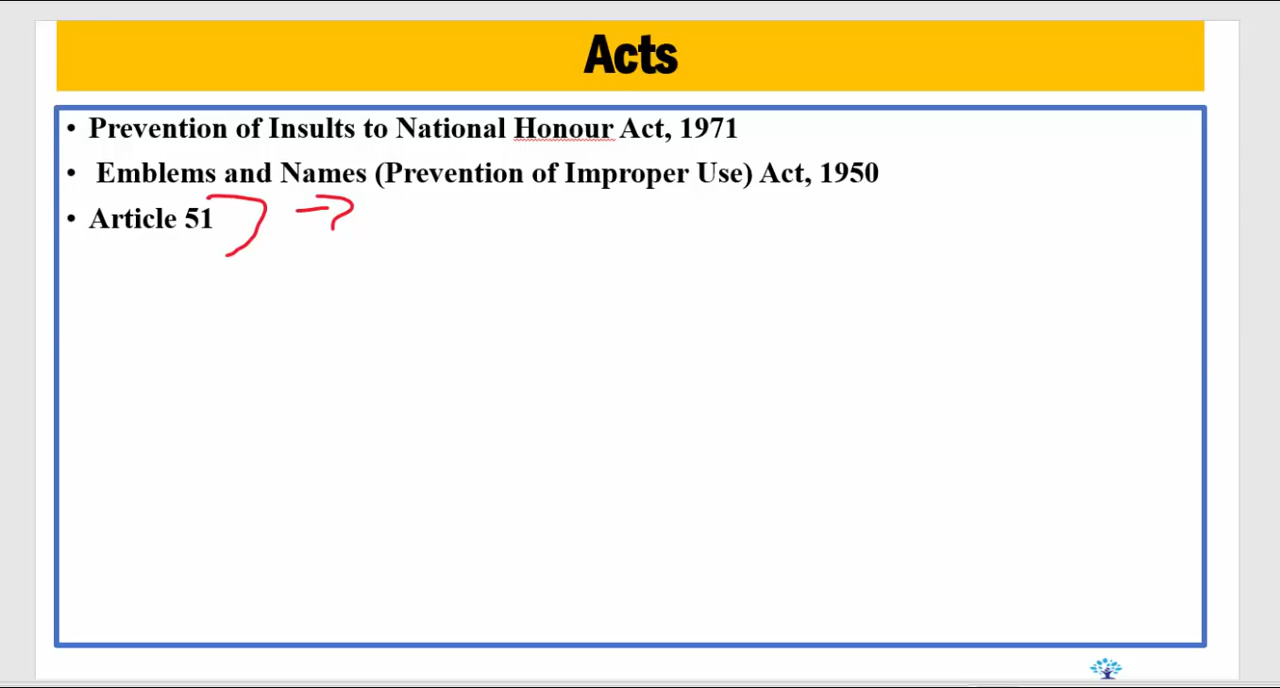 Acts
• Prevention of Insults to National Honour Act, 1971
• Emblems and Names (Prevention of Improper Use) Act, 1950
• Article 51